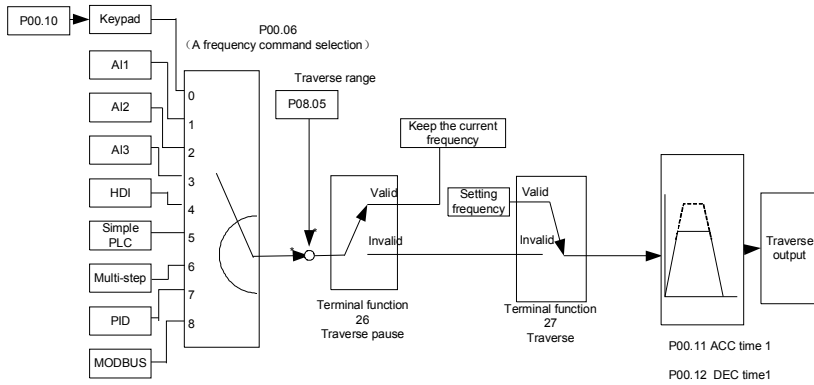 P00.10
Keypad
P00.06
（A frequency command selection）
AI1
AI2
AI3
HDI
Simple
PLC
Multi-step
PID
MODBUS
0
1
2
3
4
5
6
7
8
Traverse range
P08.05
*
*
Keep the current
frequency
Valid
Invalid
Terminal function
26
Traverse pause
Setting
frequency
Valid
Invalid
Terminal function
27
Traverse
P00.11 ACC time 1
P00.12 DEC time1
Traverse
output